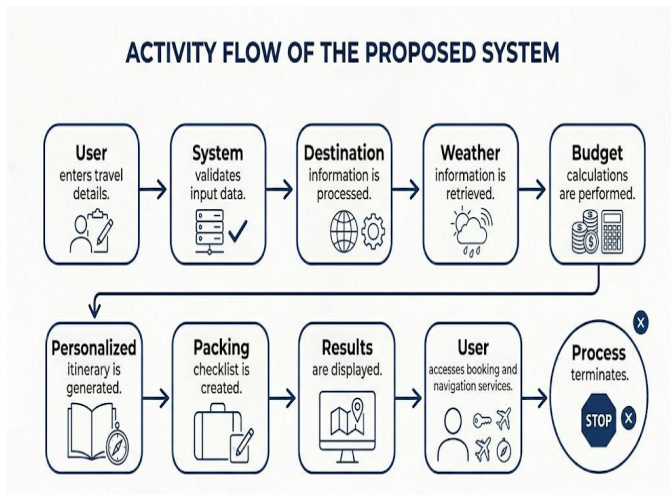 ACTIVITY FLOW OF THE PROPOSED SYSTEM
User
enters travel
details.
System
validates
input data.
Destination
information is
processed.
Weather
information is
retrieved.
Budget
calculations
are performed.
Personalized
itinerary is
generated.
Packing
checklist is
created.
Results
are displayed.
User
accesses booking and
navigation services.
Process
terminates.
STOP